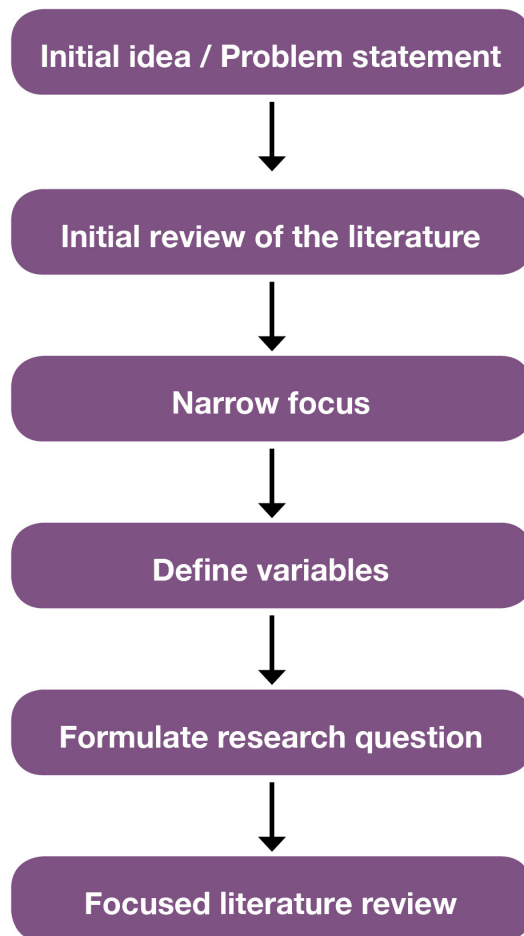 Initial idea / Problem statement
Initial review of the literature
Narrow focus
Define variables
Formulate research question
Focused literature review